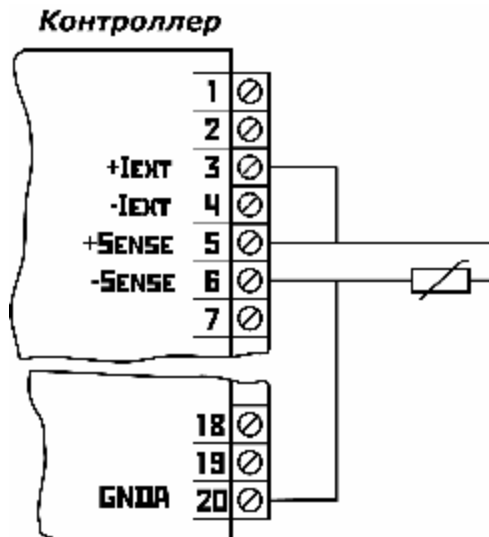 Контроллер
1
2
+IEXT 3
-IEXT 4
+SENSE 5
-SENSE 6
7
18
19
GNDA 20